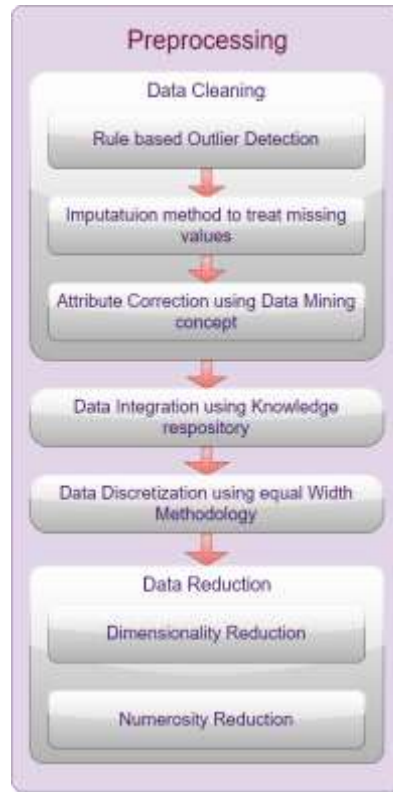 Preprocessing
Data Cleaning
Rule based Outlier Detection
Imputatuion method to treat missing
values
Attribute Correction using Data Mining
concept
Data Integration using Knowledge
respository
Data Discretization using equal Width
Methodology
Data Reduction
Dimensionality Reduction
Numerosity Reduction